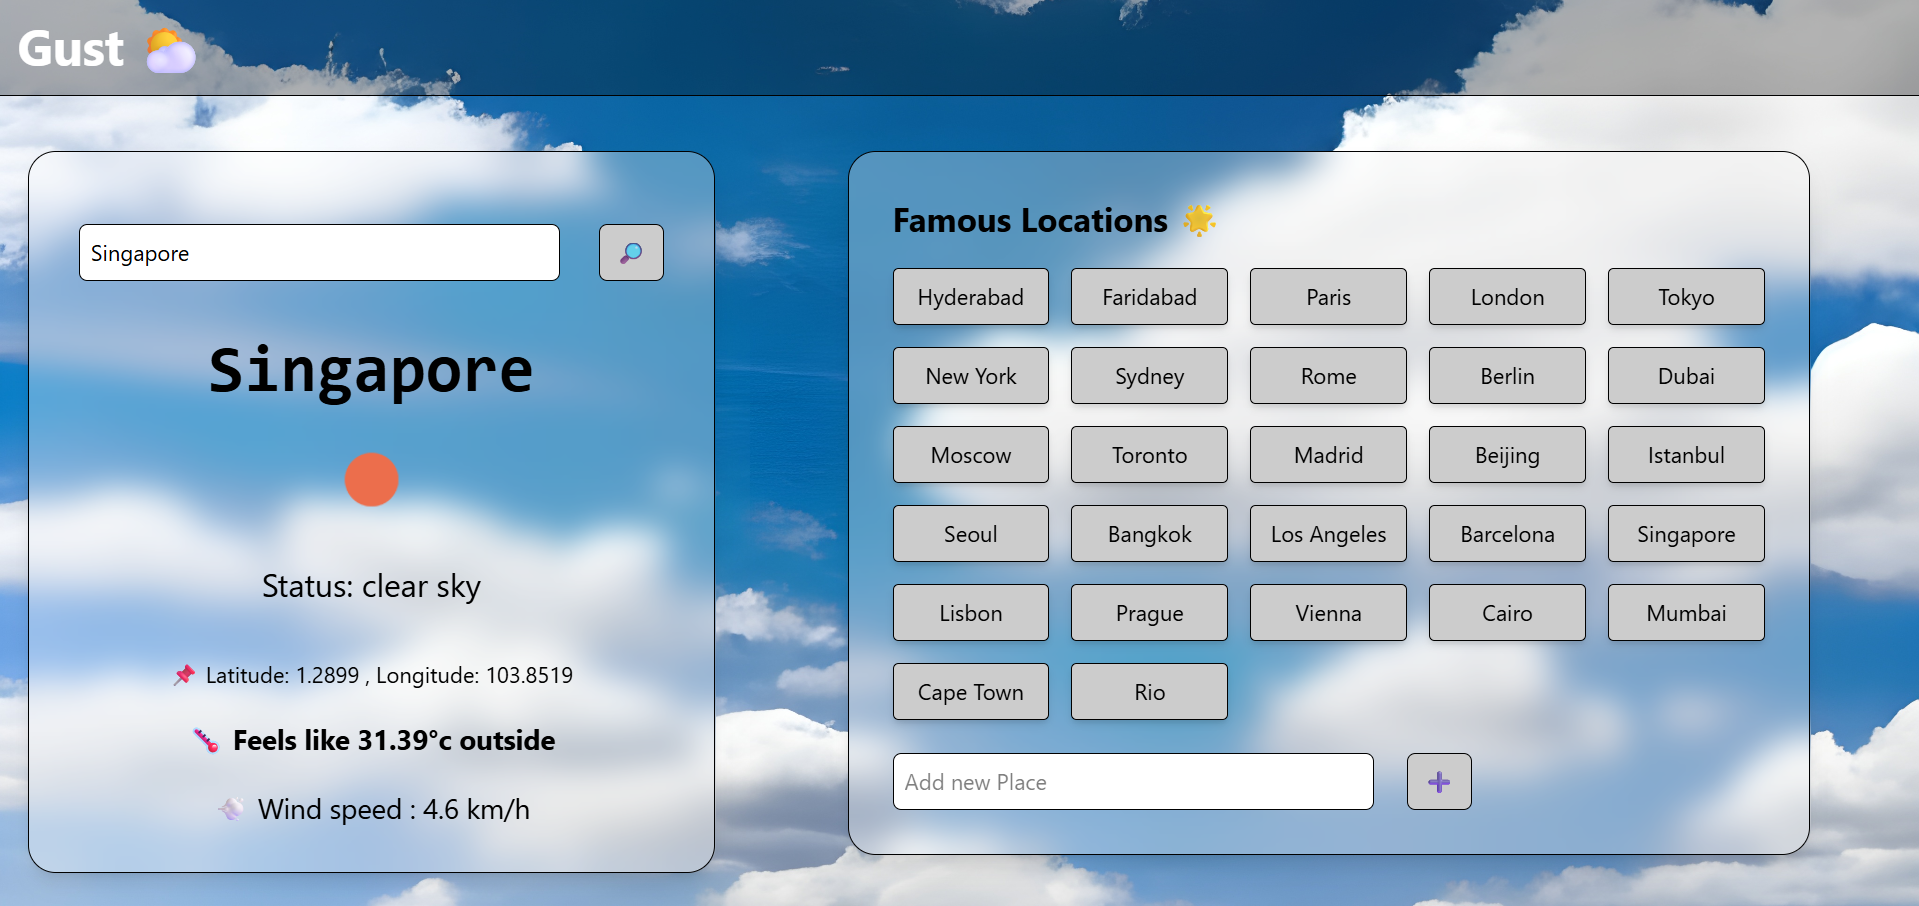 Gust
Singapore
Singapore
Status: clear sky
Latitude: 1.2899 , Longitude: 103.8519
Feels like 31.39°c outside
Wind speed : 4.6 km/h
Famous Locations
Hyderabad Faridabad Paris London Tokyo
New York Sydney Rome Berlin Dubai
Moscow Toronto Madrid Beijing Istanbul
Seoul Bangkok Los Angeles Barcelona Singapore
Lisbon Prague Vienna Cairo Mumbai
Cape Town Rio
Add new Place